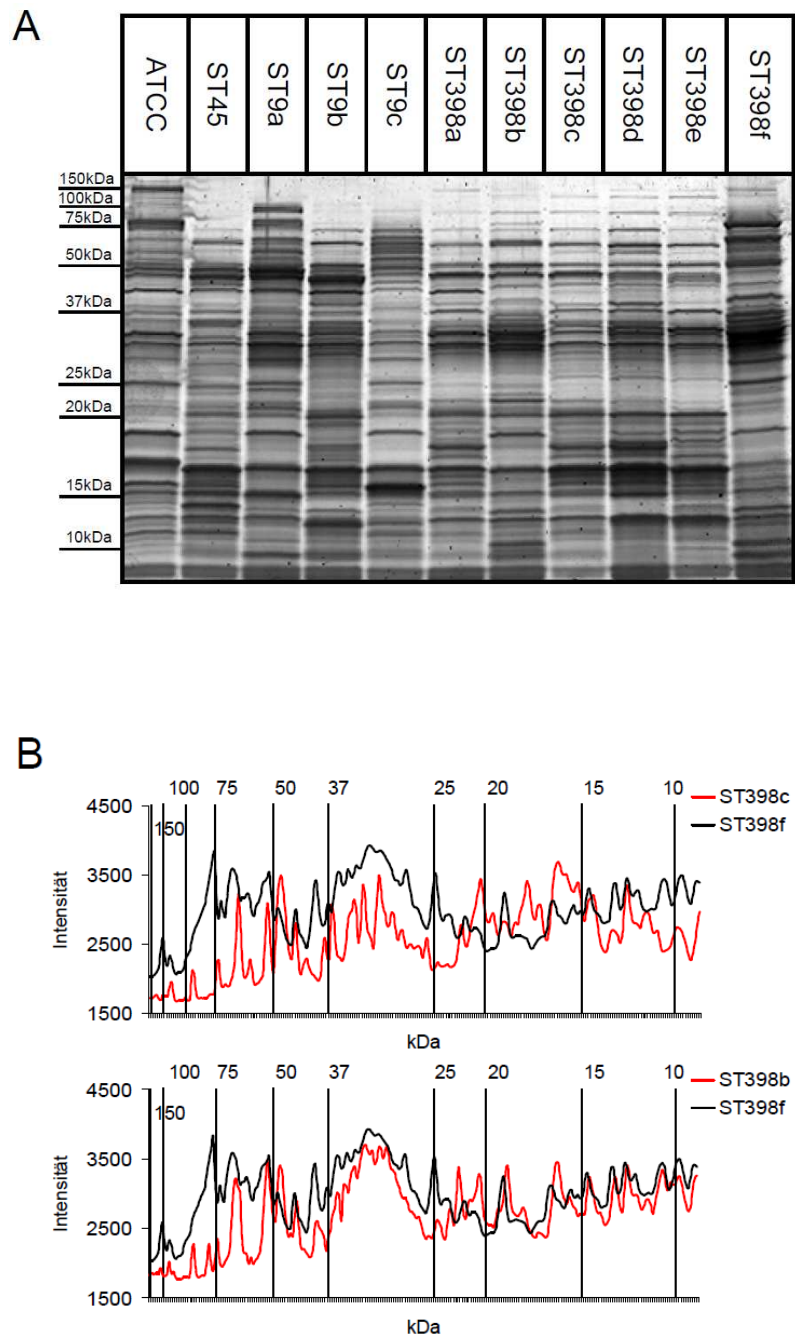 A
ATCC
ST45
ST9a
ST9b
ST9c
ST398a
ST398b
ST398c
ST398d
ST398e
ST398f
150kDa
100kDa
75kDa
50kDa
37kDa
25kDa
20kDa
15kDa
10kDa
B
100 75 50 37 25 20 15 10
150
ST398c
ST398f
4500
3500
2500
1500
Intensität
kDa
100 75 50 37 25 20 15 10
150
ST398b
ST398f
4500
3500
2500
1500
Intensität
kDa